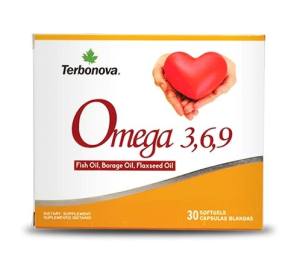 Terbonova.
Omega 3,6,9
Fish Oil, Borage Oil, Flaxseed Oil
DIETARY SUPPLEMENT
SUPLEMENTO DIETARIO
30 SOFTGELS
CÁPSULAS BLANDAS